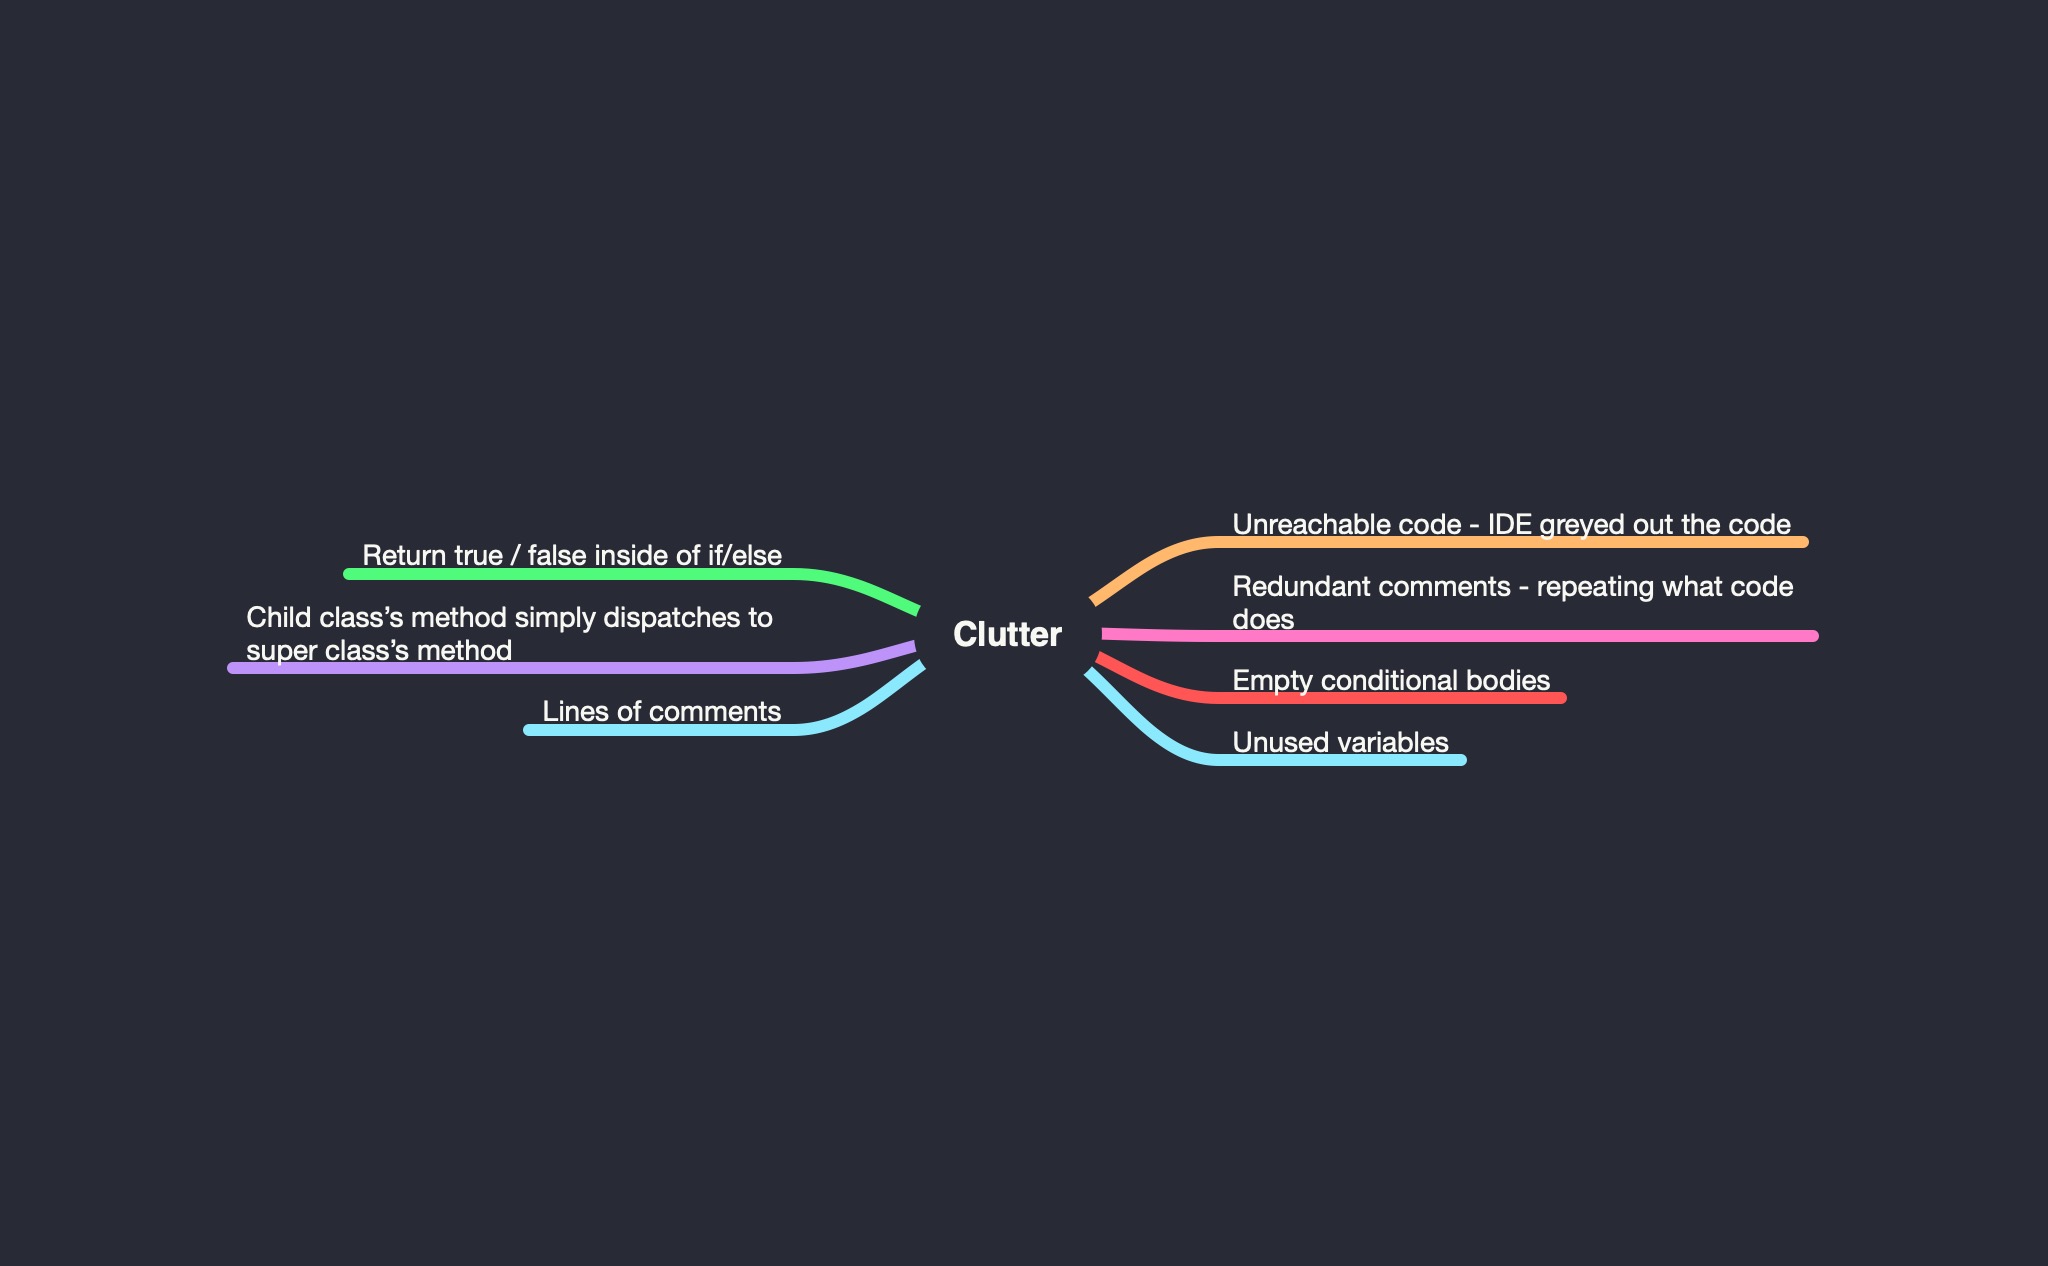 Return true / false inside of if/else
Child class’s method simply dispatches to
super class’s method
Lines of comments
Clutter
Unreachable code - IDE greyed out the code
Redundant comments - repeating what code
does
Empty conditional bodies
Unused variables